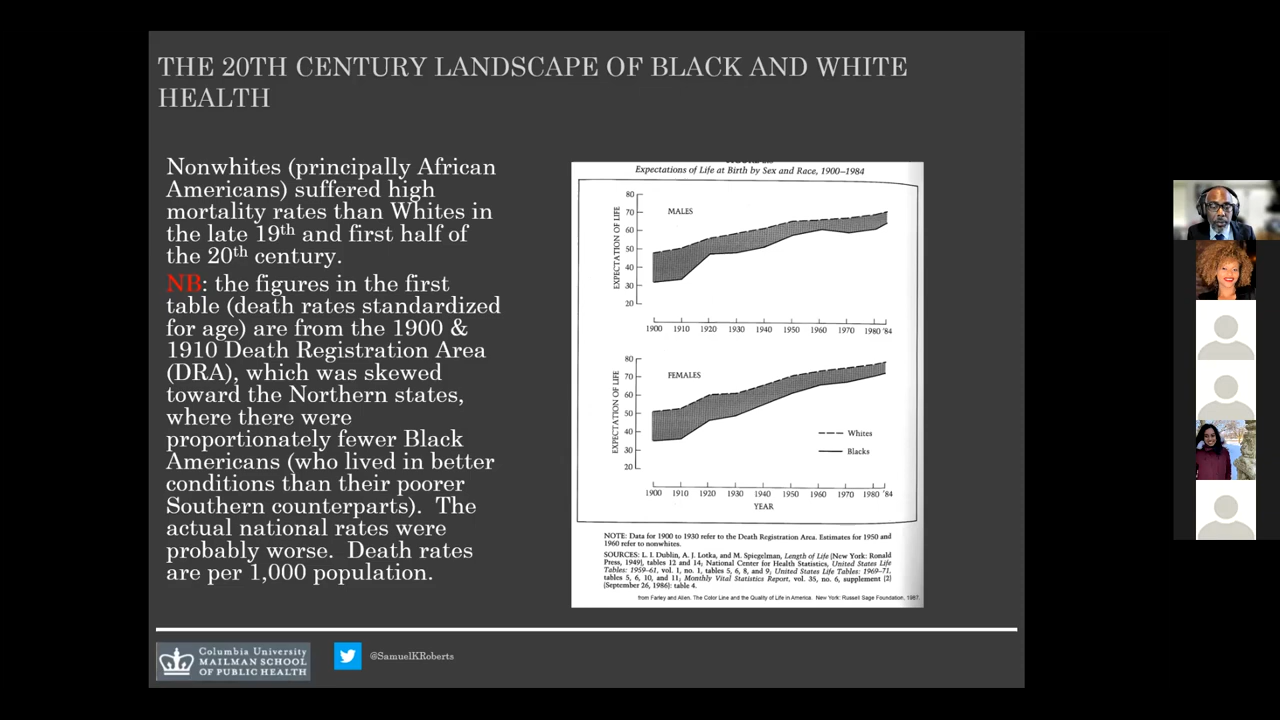 THE 20TH CENTURY LANDSCAPE OF BLACK AND WHITE
HEALTH
Nonwhites (principally African
Americans) suffered high
mortality rates than Whites in
the late 19th and first half of
the 20th century.
NB: the figures in the first
table (death rates standardized
for age) are from the 1900 &
1910 Death Registration Area
(DRA), which was skewed
toward the Northern states,
where there were
proportionately fewer Black
Americans (who lived in better
conditions than their poorer
Southern counterparts). The
actual national rates were
probably worse. Death rates
are per 1,000 population.
Expectations of Life at Birth by Sex and Race, 1900–1984
MALES
EXPECTATION OF LIFE
80
70
60
50
40
30
20
1900 1910 1920 1930 1940 1950 1960 1970 1980 '84
FEMALES
EXPECTATION OF LIFE
80
70
60
50
40
30
20
Whites
Blacks
1900 1910 1920 1930 1940 1950 1960 1970 1980 '84
YEAR
NOTE: Data for 1900 to 1930 refer to the Death Registration Area. Estimates for 1950 and
1960 refer to nonwhites.
SOURCES: L. I. Dublin, A. J. Lotka, and M. Spiegelman, Length of Life (New York: Ronald
Press, 1949), tables 12 and 14; National Center for Health Statistics, United States Life
Tables: 1959–61, vol. 1, no. 1, tables 5, 6, 8, and 9; United States Life Tables: 1969–71,
tables 5, 6, 10, and 11; Monthly Vital Statistics Report, vol. 35, no. 6, supplement [2]
(September 26, 1986): table 4.
from Farley and Allen. The Color Line and the Quality of Life in America. New York: Russell Sage Foundation, 1987.
Columbia University
MAILMAN SCHOOL
OF PUBLIC HEALTH
@SamuelKRoberts